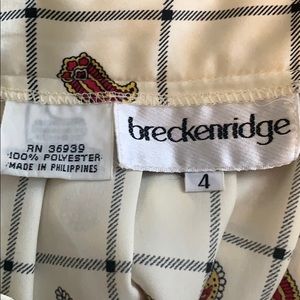 RN 36939
100% POLYESTER
MADE IN PHILIPPINES
breckenridge
4